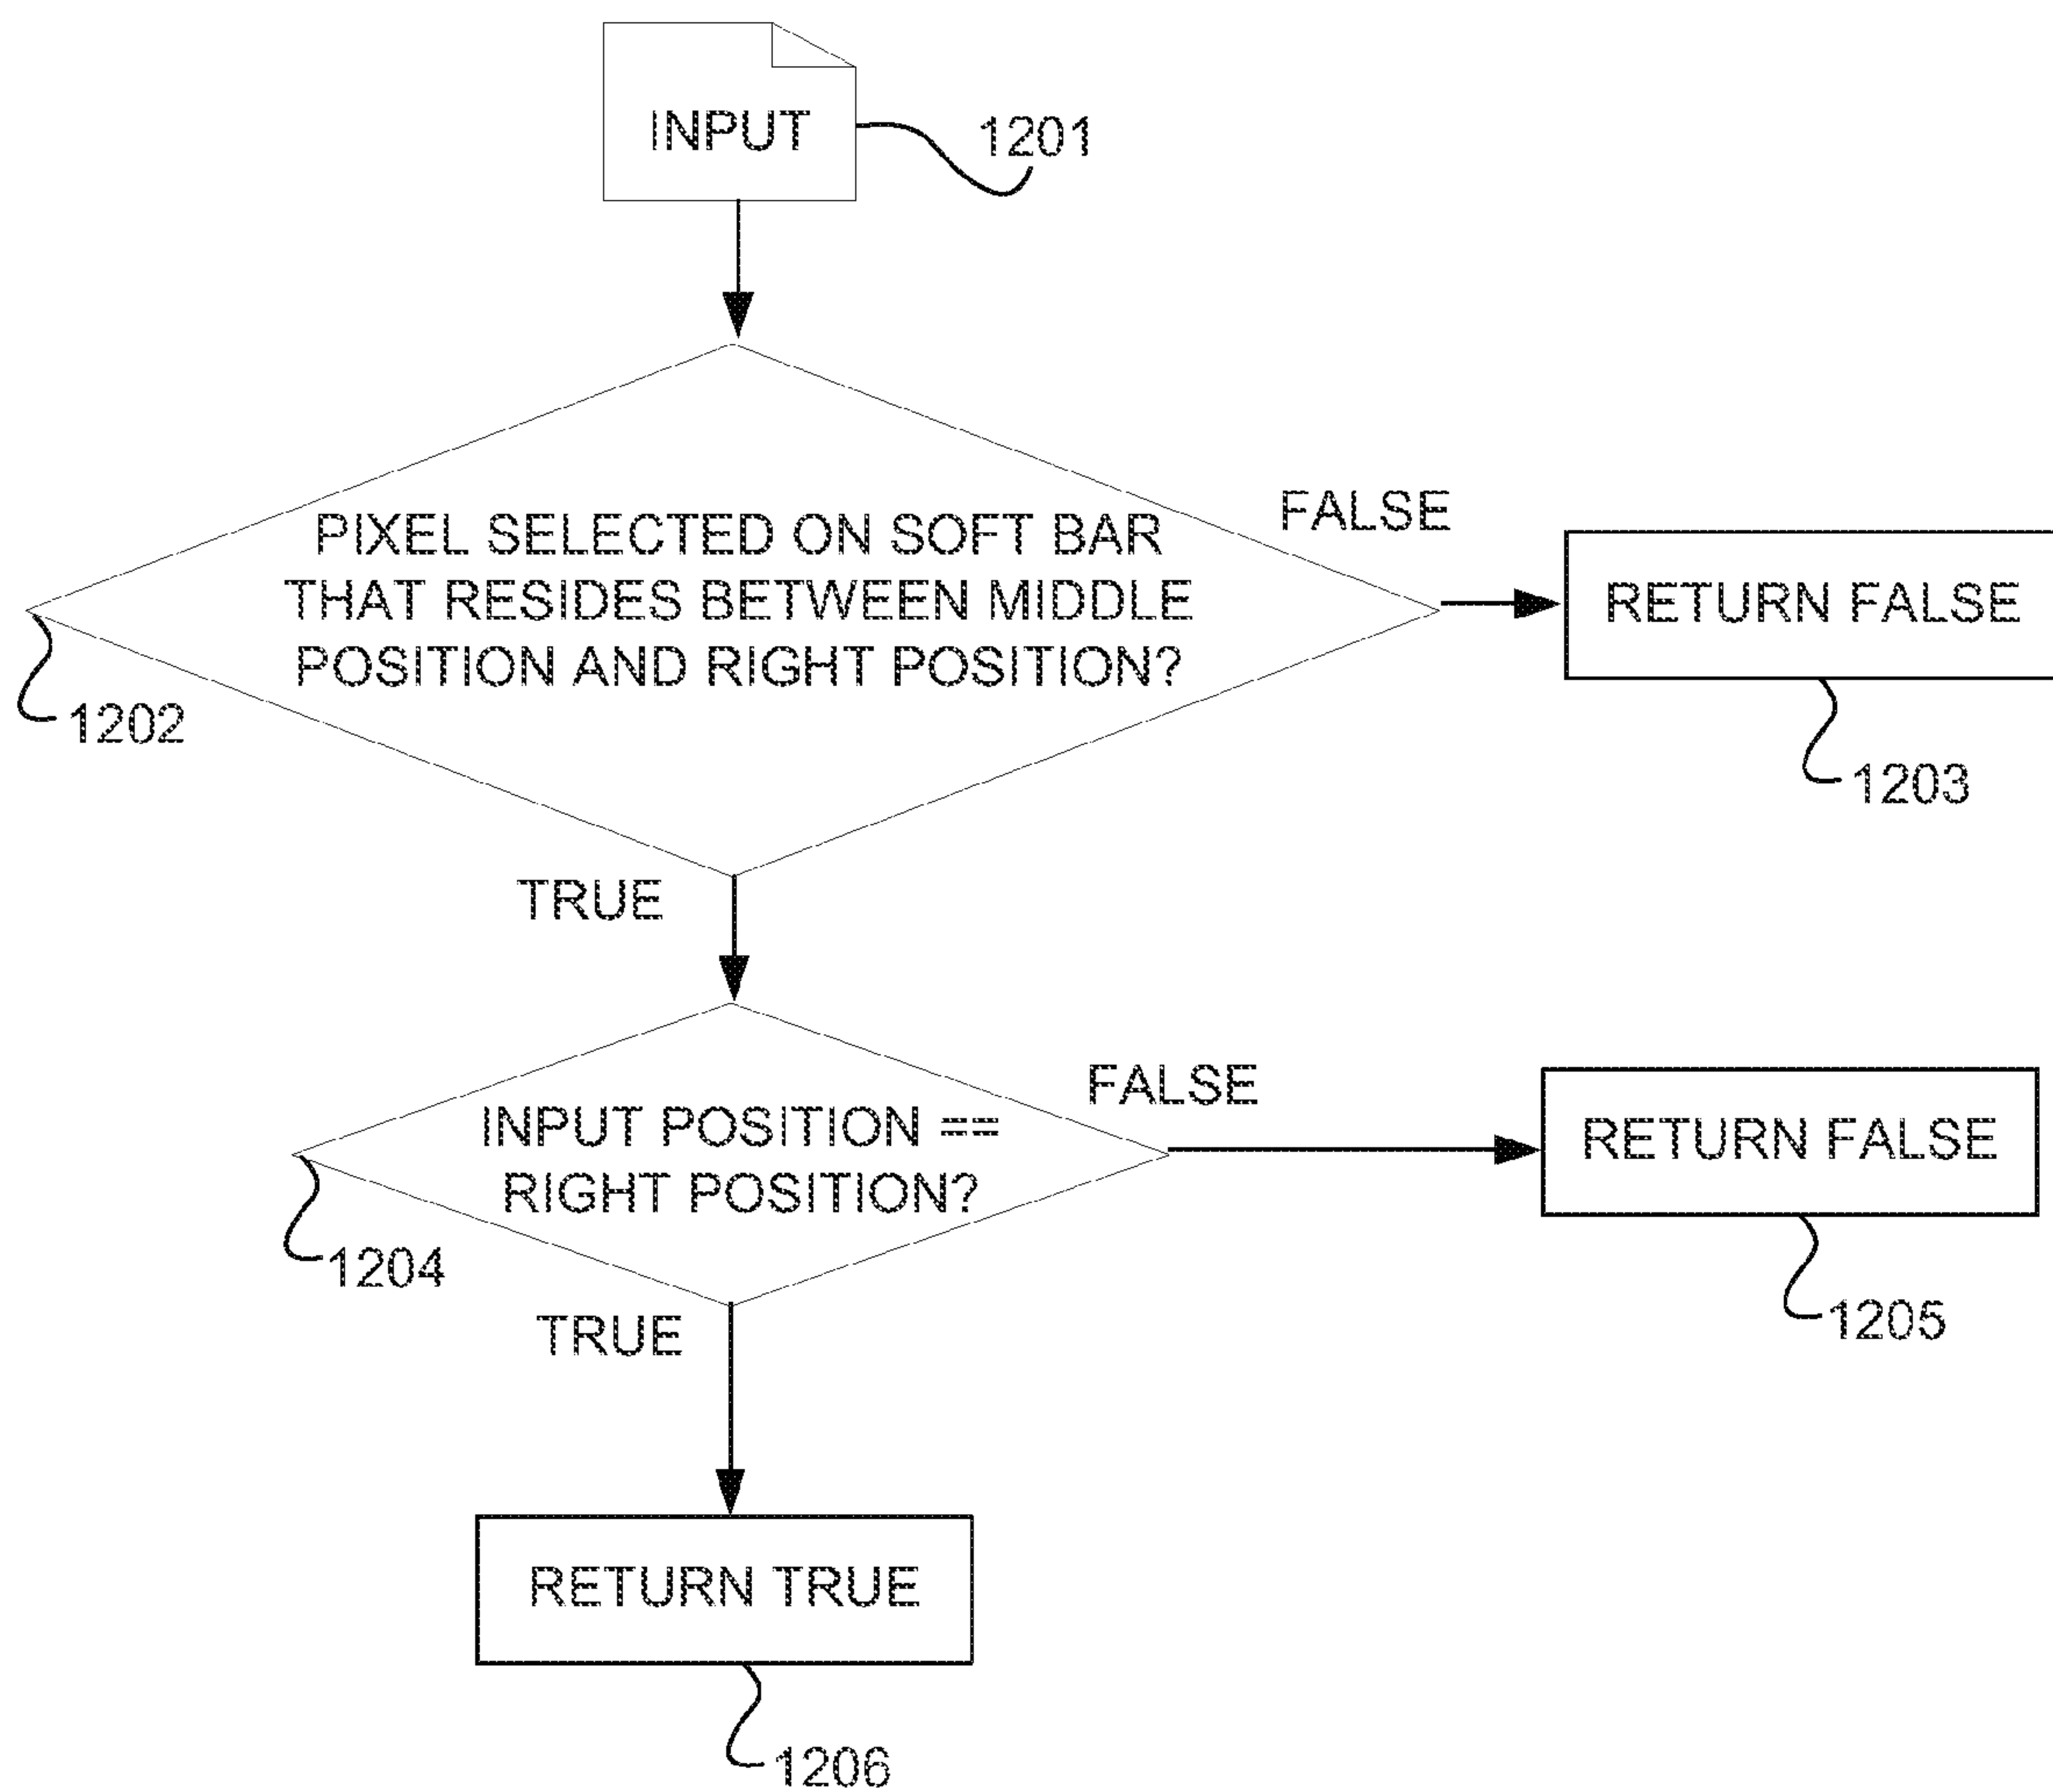 INPUT
1201
PIXEL SELECTED ON SOFT BAR
THAT RESIDES BETWEEN MIDDLE
POSITION AND RIGHT POSITION?
1202
FALSE
RETURN FALSE
1203
TRUE
INPUT POSITION ==
RIGHT POSITION?
1204
FALSE
RETURN FALSE
1205
TRUE
RETURN TRUE
1206